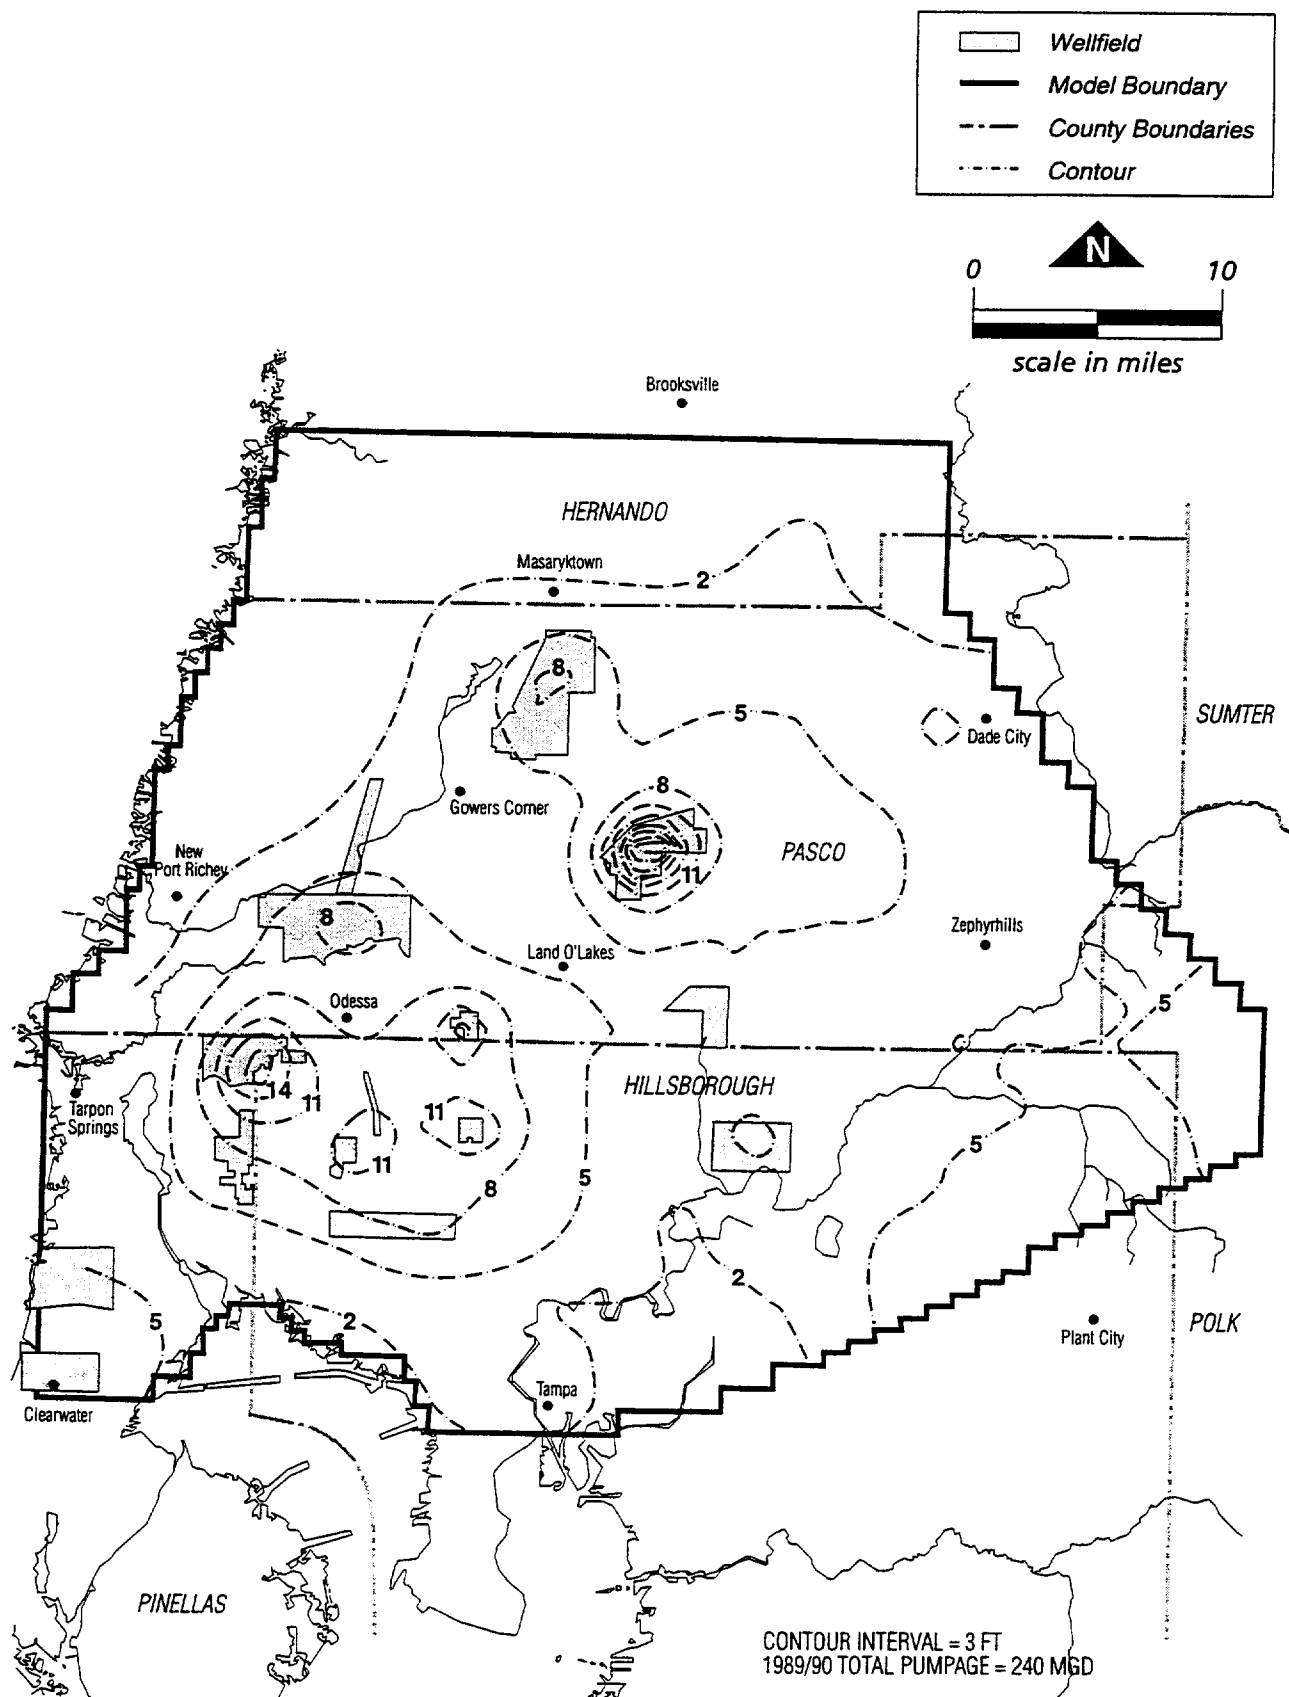 Wellfield
Model Boundary
County Boundaries
Contour
N
0
10
scale in miles
Brooksville
HERNANDO
Masaryktown
2
8
5
SUMTER
Dade City
8
Gowers Corner
PASCO
New
Port Richey
11
8
Zephyrhills
Land O'Lakes
5
Odessa
HILLSBOROUGH
14
11
Tarpon
Springs
11
11
5
5
8
2
5
2
POLK
Plant City
Tampa
Clearwater
PINELLAS
CONTOUR INTERVAL = 3 FT
1989/90 TOTAL PUMPAGE = 240 MGD